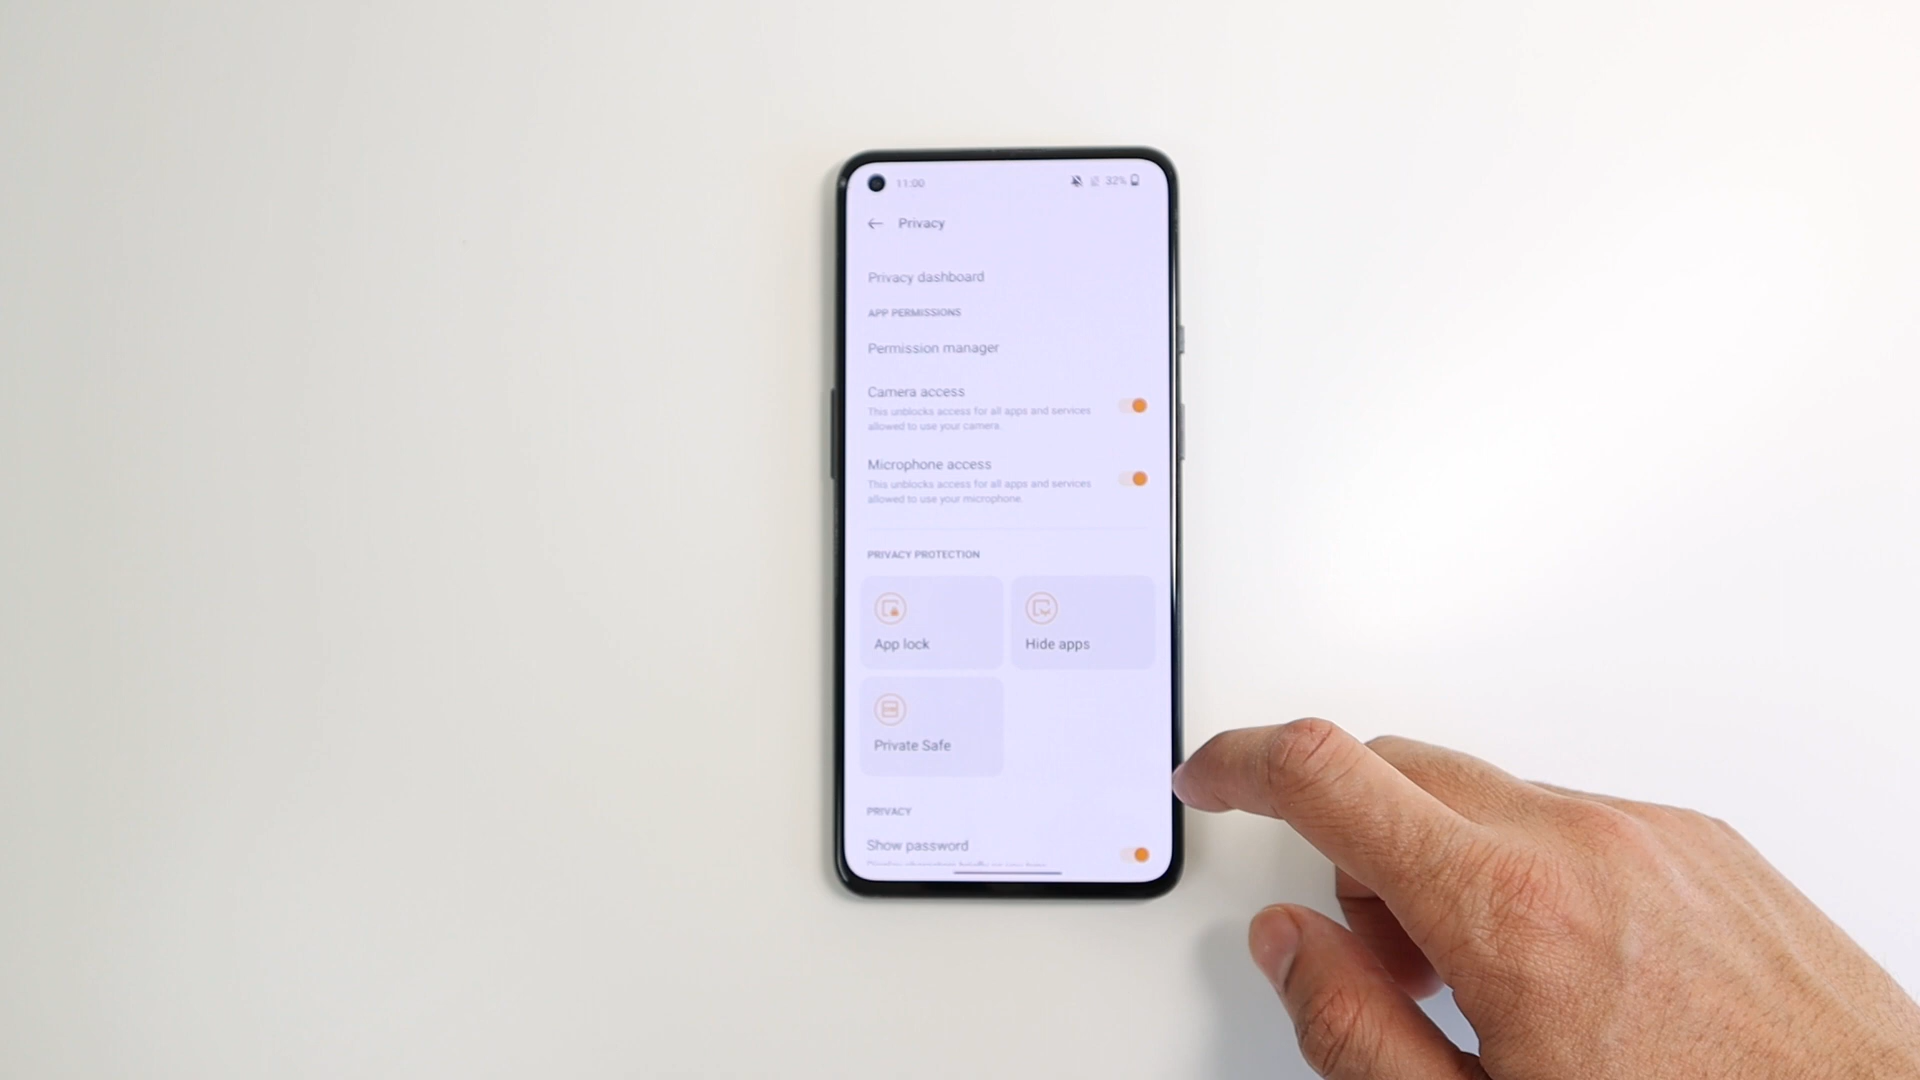 11:00
32%
Privacy
Privacy dashboard
APP PERMISSIONS
Permission manager
Camera access
This unblocks access for all apps and services
allowed to use your camera.
Microphone access
This unblocks access for all apps and services
allowed to use your microphone.
PRIVACY PROTECTION
App lock
Hide apps
Private Safe
PRIVACY
Show password